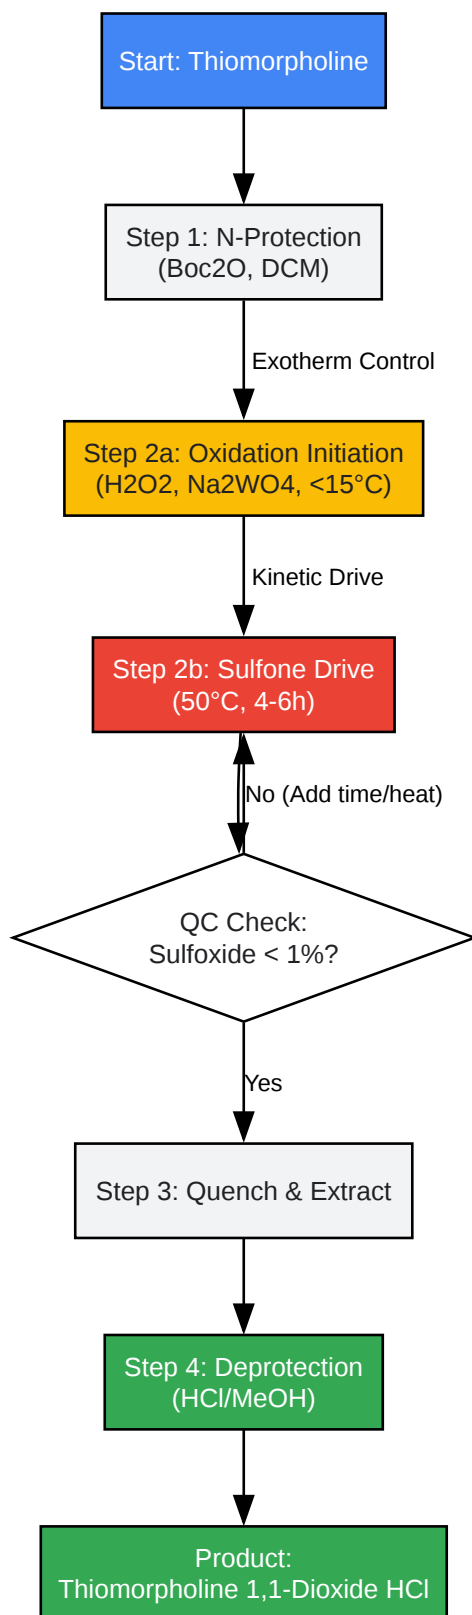 Start: Thiomorpholine
Step 1: N-Protection
(Boc2O, DCM)
Exotherm Control
Step 2a: Oxidation Initiation
(H2O2, Na2WO4, <15°C)
Kinetic Drive
Step 2b: Sulfone Drive
(50°C, 4-6h)
No (Add time/heat)
QC Check:
Sulfoxide < 1%?
Yes
Step 3: Quench & Extract
Step 4: Deprotection
(HCl/MeOH)
Product:
Thiomorpholine 1,1-Dioxide HCl